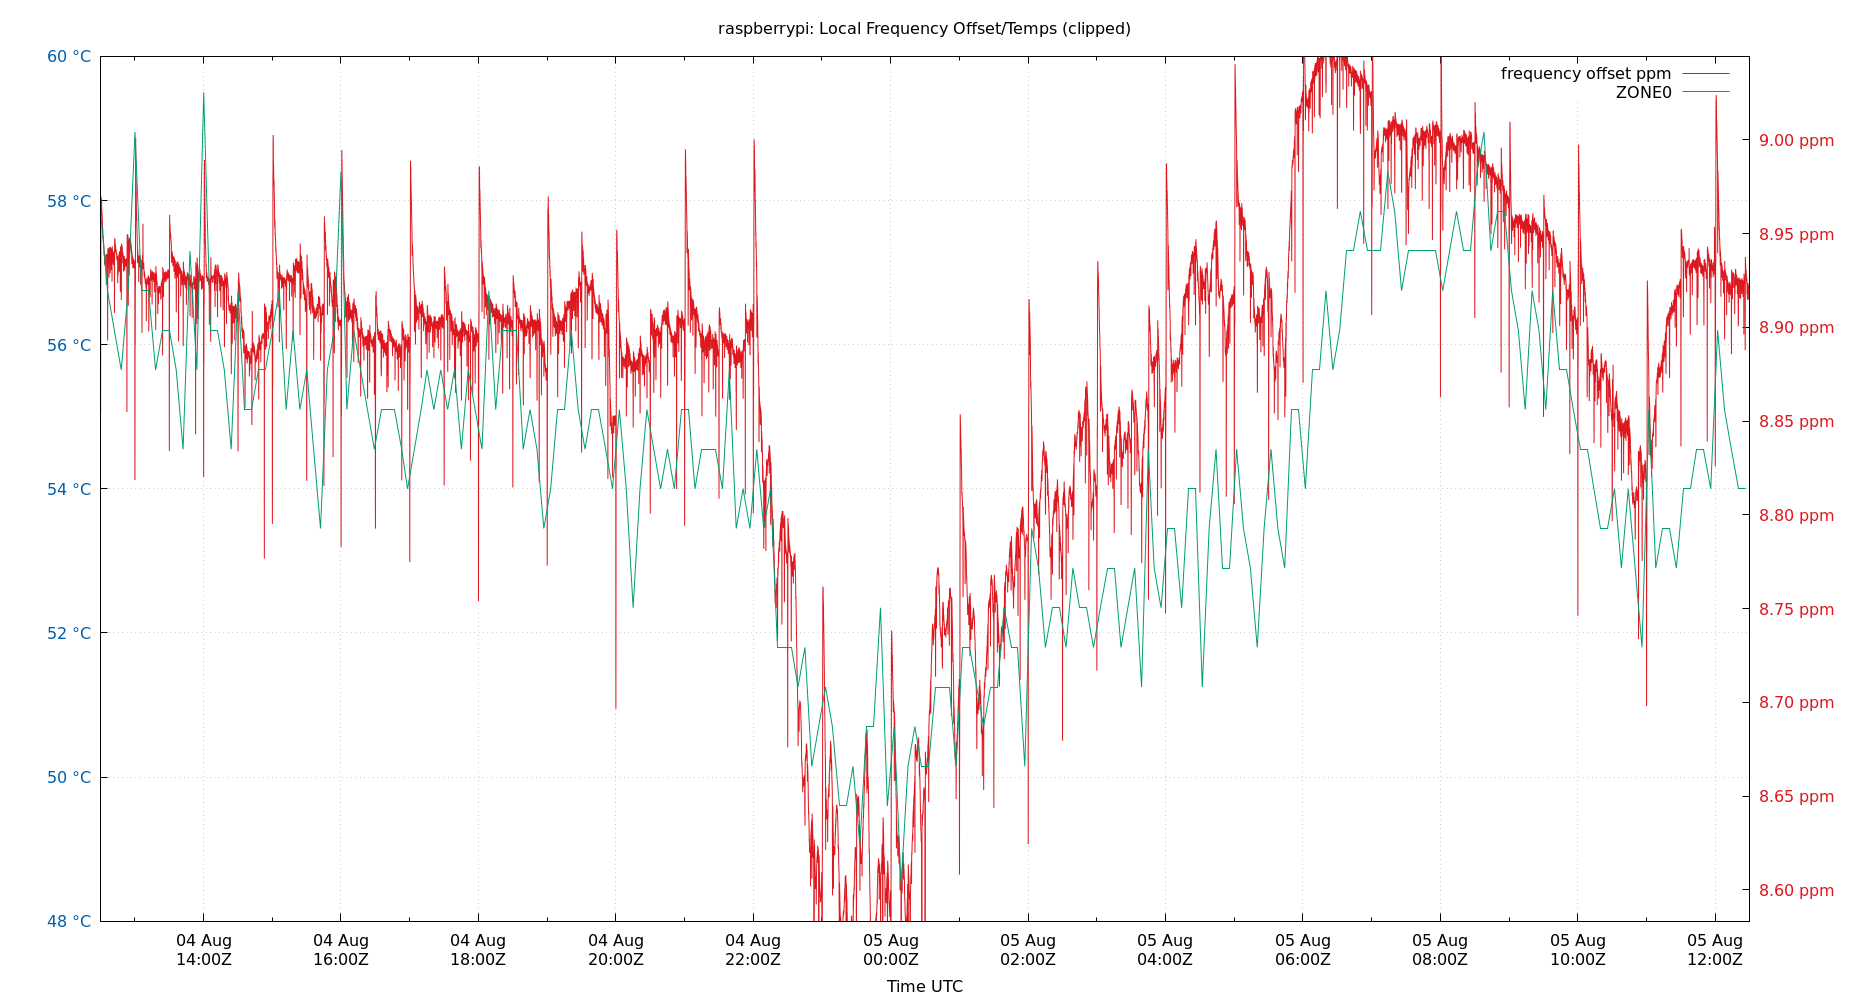 raspberrypi: Local Frequency Offset/Temps (clipped)
60 °C
58 °C
56 °C
54 °C
52 °C
50 °C
48 °C
frequency offset ppm
ZONE0
9.00 ppm
8.95 ppm
8.90 ppm
8.85 ppm
8.80 ppm
8.75 ppm
8.70 ppm
8.65 ppm
8.60 ppm
04 Aug 04 Aug 04 Aug 04 Aug 04 Aug 05 Aug 05 Aug 05 Aug 05 Aug 05 Aug 05 Aug 05 Aug
14:00Z 16:00Z 18:00Z 20:00Z 22:00Z 00:00Z 02:00Z 04:00Z 06:00Z 08:00Z 10:00Z 12:00Z
Time UTC